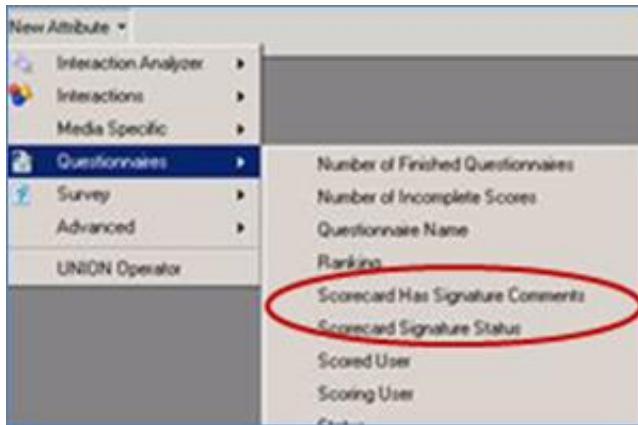 New Attribute
Interaction Analyzer
Interactions
Media Specific
Questionnaires
Survey
Advanced
UNION Operator
Number of Finished Questionnaires
Number of Incomplete Scores
Questionnaire Name
Ranking
Scorecard Has Signature Comments
Scorecard Signature Status
Scored User
Scoring User